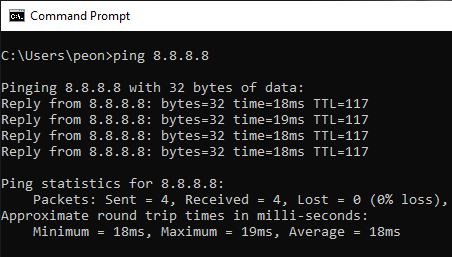 Command Prompt
C:\Users\peon>ping 8.8.8.8
Pinging 8.8.8.8 with 32 bytes of data:
Reply from 8.8.8.8: bytes=32 time=18ms TTL=117
Reply from 8.8.8.8: bytes=32 time=19ms TTL=117
Reply from 8.8.8.8: bytes=32 time=18ms TTL=117
Reply from 8.8.8.8: bytes=32 time=18ms TTL=117
Ping statistics for 8.8.8.8:
    Packets: Sent = 4, Received = 4, Lost = 0 (0% loss),
Approximate round trip times in milli-seconds:
    Minimum = 18ms, Maximum = 19ms, Average = 18ms